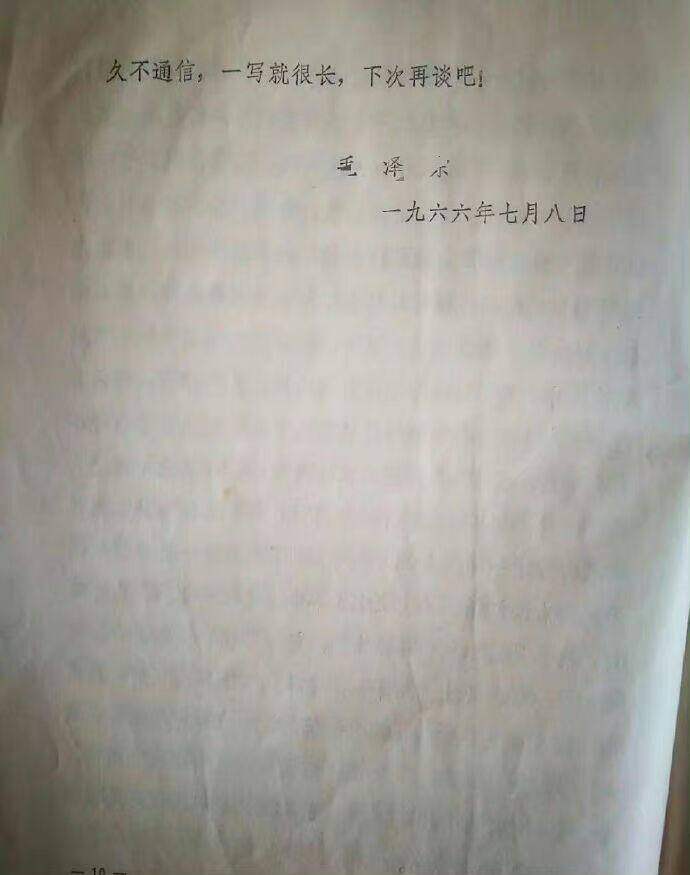 久不通信，一写就很长，下次再谈吧！
毛 泽 东
一九六六年七月八日
— 10 —